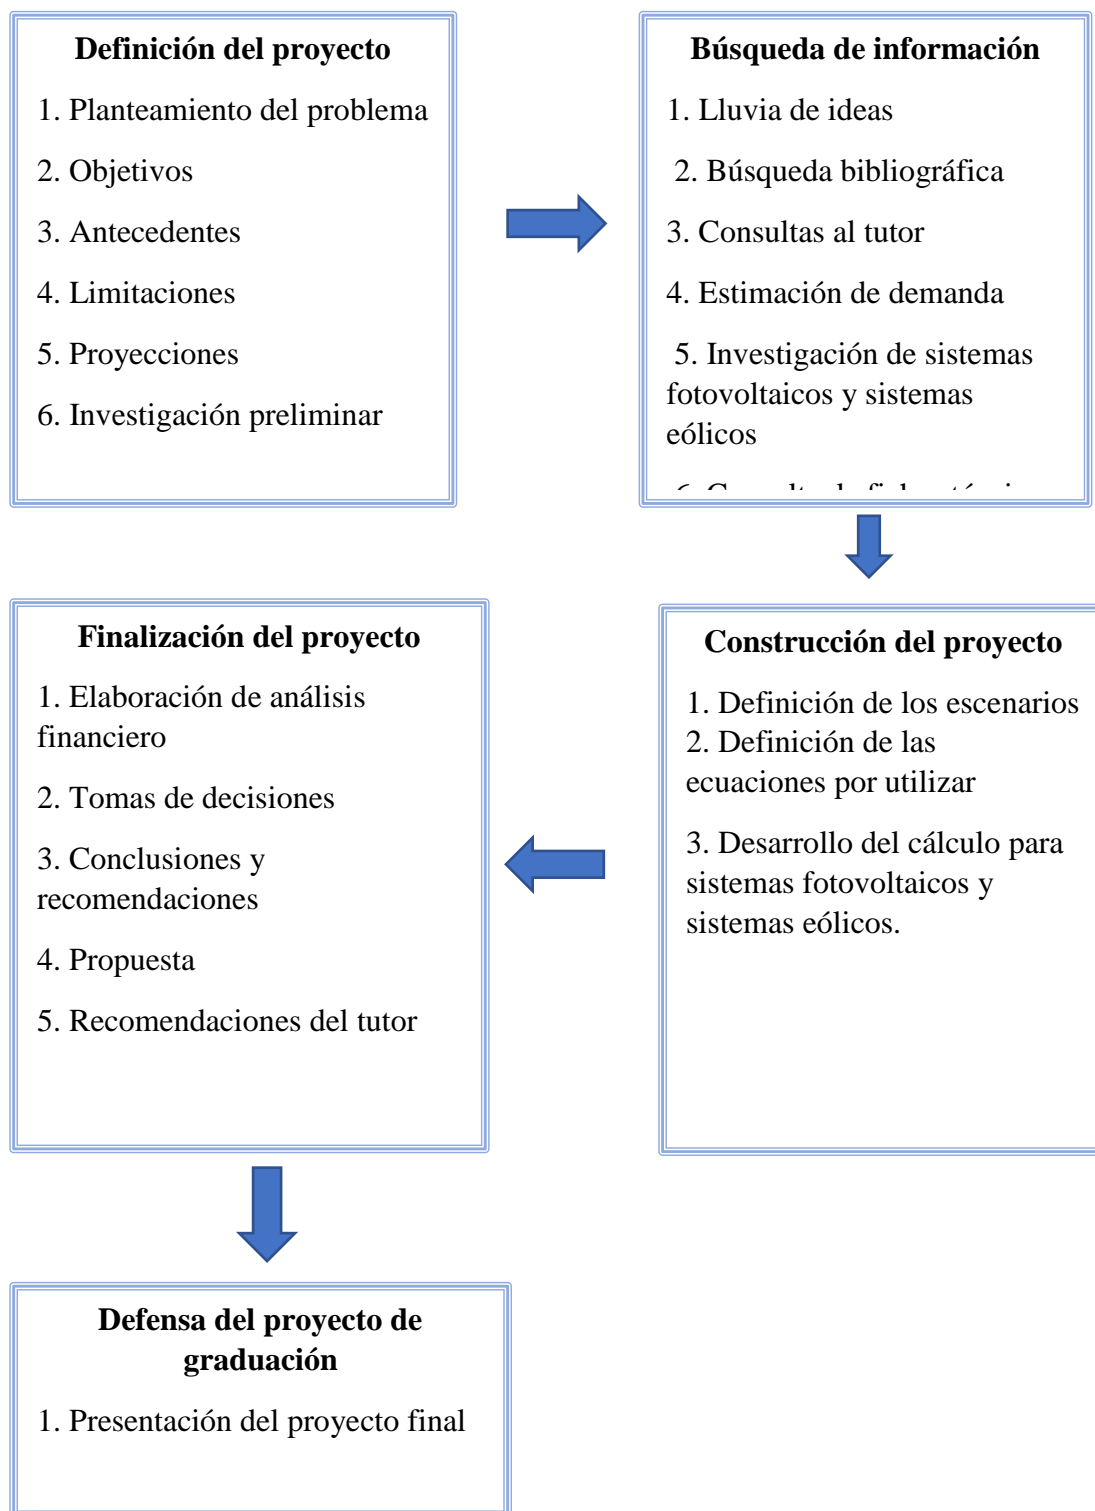 Definición del proyecto
1. Planteamiento del problema
2. Objetivos
3. Antecedentes
4. Limitaciones
5. Proyecciones
6. Investigación preliminar
Búsqueda de información
1. Lluvia de ideas
2. Búsqueda bibliográfica
3. Consultas al tutor
4. Estimación de demanda
5. Investigación de sistemas
fotovoltaicos y sistemas
eólicos
Construcción del proyecto
1. Definición de los escenarios
2. Definición de las
ecuaciones por utilizar
3. Desarrollo del cálculo para
sistemas fotovoltaicos y
sistemas eólicos.
Finalización del proyecto
1. Elaboración de análisis
financiero
2. Tomas de decisiones
3. Conclusiones y
recomendaciones
4. Propuesta
5. Recomendaciones del tutor
Defensa del proyecto de
graduación
1. Presentación del proyecto final